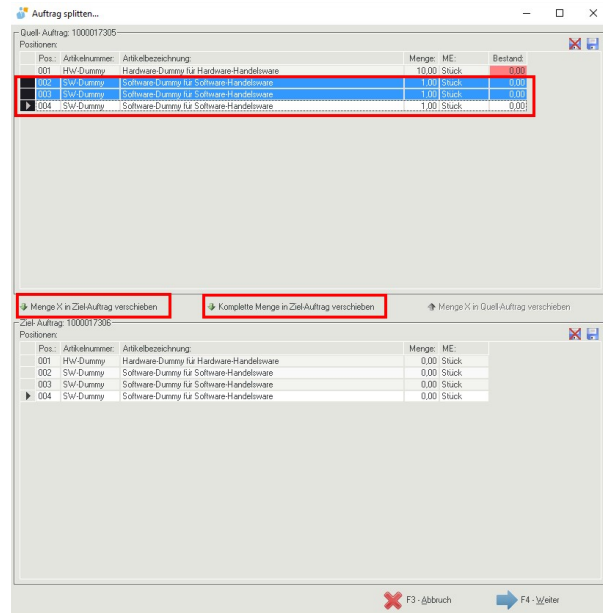 Auftrag splitten...
Quell- Auftrag: 1000017305
Positionen:
Pos.: Artikelnummer: Artikelbezeichnung: Menge: ME: Bestand:
001 HW-Dummy Hardware-Dummy für Hardware-Handelsware 10,00 Stück 0,00
002 SW-Dummy Software-Dummy für Software-Handelsware 1,00 Stück 0,00
003 SW-Dummy Software-Dummy für Software-Handelsware 1,00 Stück 0,00
004 SW-Dummy Software-Dummy für Software-Handelsware 1,00 Stück 0,00
Menge X in Ziel-Auftrag verschieben Komplette Menge in Ziel-Auftrag verschieben Menge X in Quell-Auftrag verschieben
Ziel- Auftrag: 1000017306
Positionen:
Pos.: Artikelnummer: Artikelbezeichnung: Menge: ME:
001 HW-Dummy Hardware-Dummy für Hardware-Handelsware 0,00 Stück
002 SW-Dummy Software-Dummy für Software-Handelsware 0,00 Stück
003 SW-Dummy Software-Dummy für Software-Handelsware 0,00 Stück
004 SW-Dummy Software-Dummy für Software-Handelsware 0,00 Stück
F3 - Abbruch F4 - Weiter